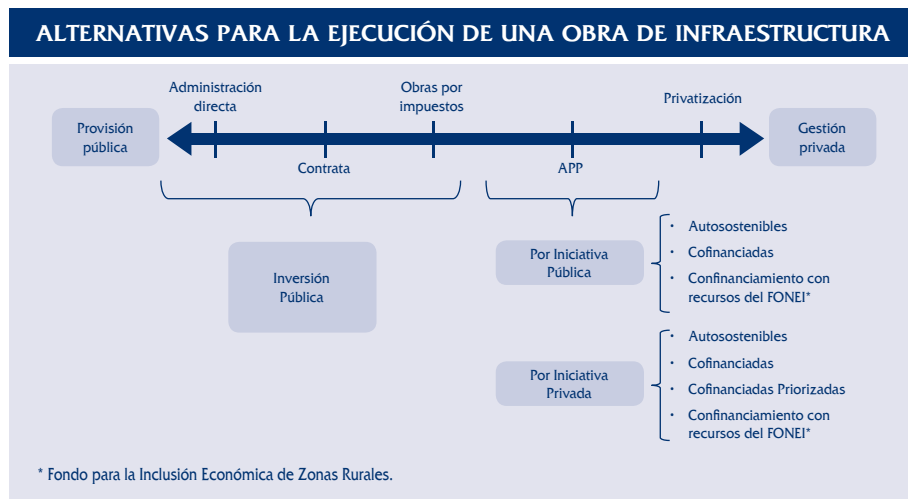 ALTERNATIVAS PARA LA EJECUCIÓN DE UNA OBRA DE INFRAESTRUCTURA
Provisión
pública
Administración
directa
Contrata
Obras por
impuestos
APP
Privatización
Gestión
privada
Inversión
Pública
Por Iniciativa
Pública
· Autosostenibles
· Cofinanciadas
· Confinanciamiento con
recursos del FONEI*
Por Iniciativa
Privada
· Autosostenibles
· Cofinanciadas
· Cofinanciadas Priorizadas
· Confinanciamiento con
recursos del FONEI*
* Fondo para la Inclusión Económica de Zonas Rurales.